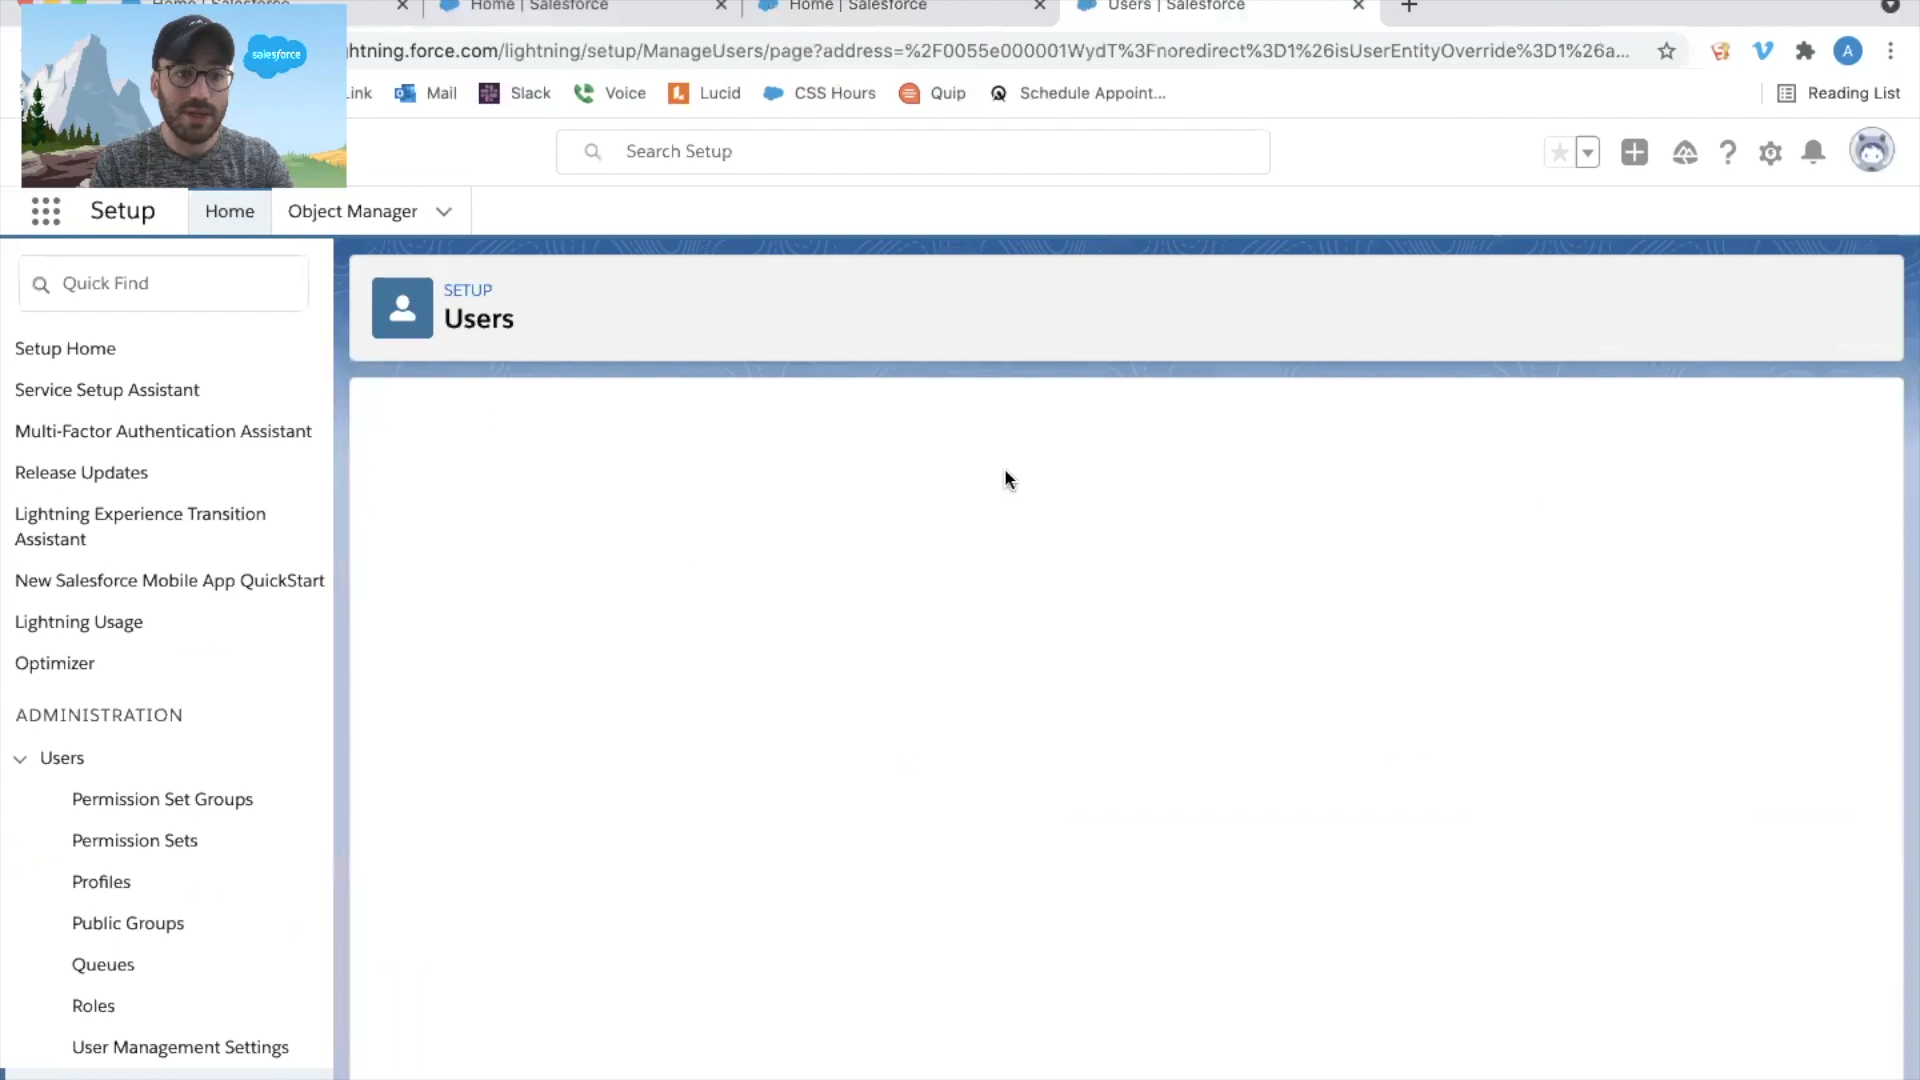 Home | Salesforce
Home | Salesforce
Home | Salesforce
Users | Salesforce
htning.force.com/lightning/setup/ManageUsers/page?address=%2F0055e000001WydT%3Fnoredirect%3D1%26isUserEntityOverride%3D1%26a...
A
ink
Mail
Slack
Voice
Lucid
CSS Hours
Quip
Schedule Appoint...
Reading List
salesforce
Search Setup
Setup
Home
Object Manager
Quick Find
SETUP
Users
Setup Home
Service Setup Assistant
Multi-Factor Authentication Assistant
Release Updates
Lightning Experience Transition
Assistant
New Salesforce Mobile App QuickStart
Lightning Usage
Optimizer
ADMINISTRATION
Users
Permission Set Groups
Permission Sets
Profiles
Public Groups
Queues
Roles
User Management Settings